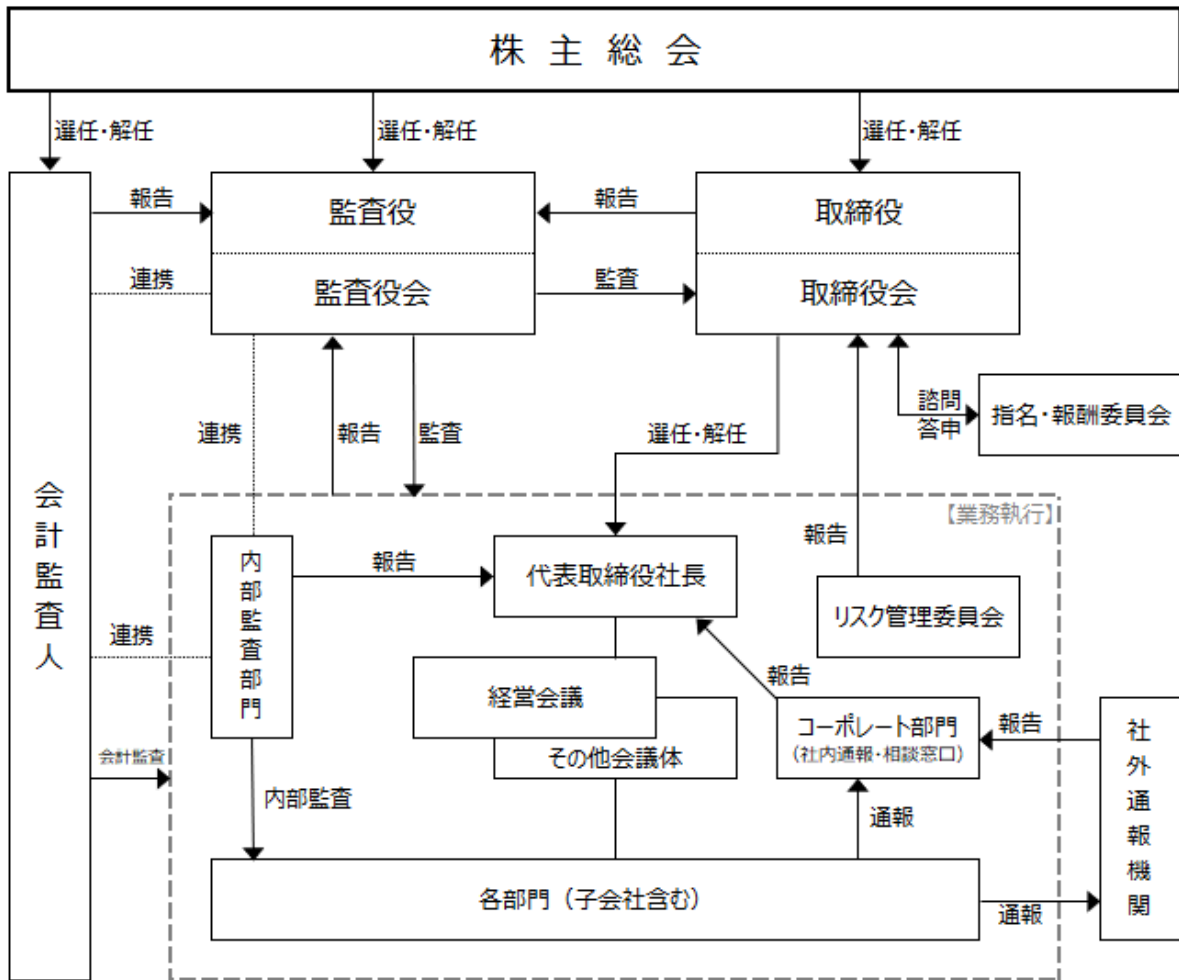 株主総会
選任・解任
選任・解任
選任・解任
報告
監査役
報告
取締役
連携
監査役会
監査
取締役会
連携
報告
監査
選任・解任
諮問
答申
指名・報酬委員会
会計監査人
【業務執行】
内部監査部門
報告
代表取締役社長
報告
リスク管理委員会
連携
経営会議
報告
その他会議体
コーポレート部門
（社内通報・相談窓口）
報告
社外通報機関
会計監査
内部監査
通報
各部門（子会社含む）
通報